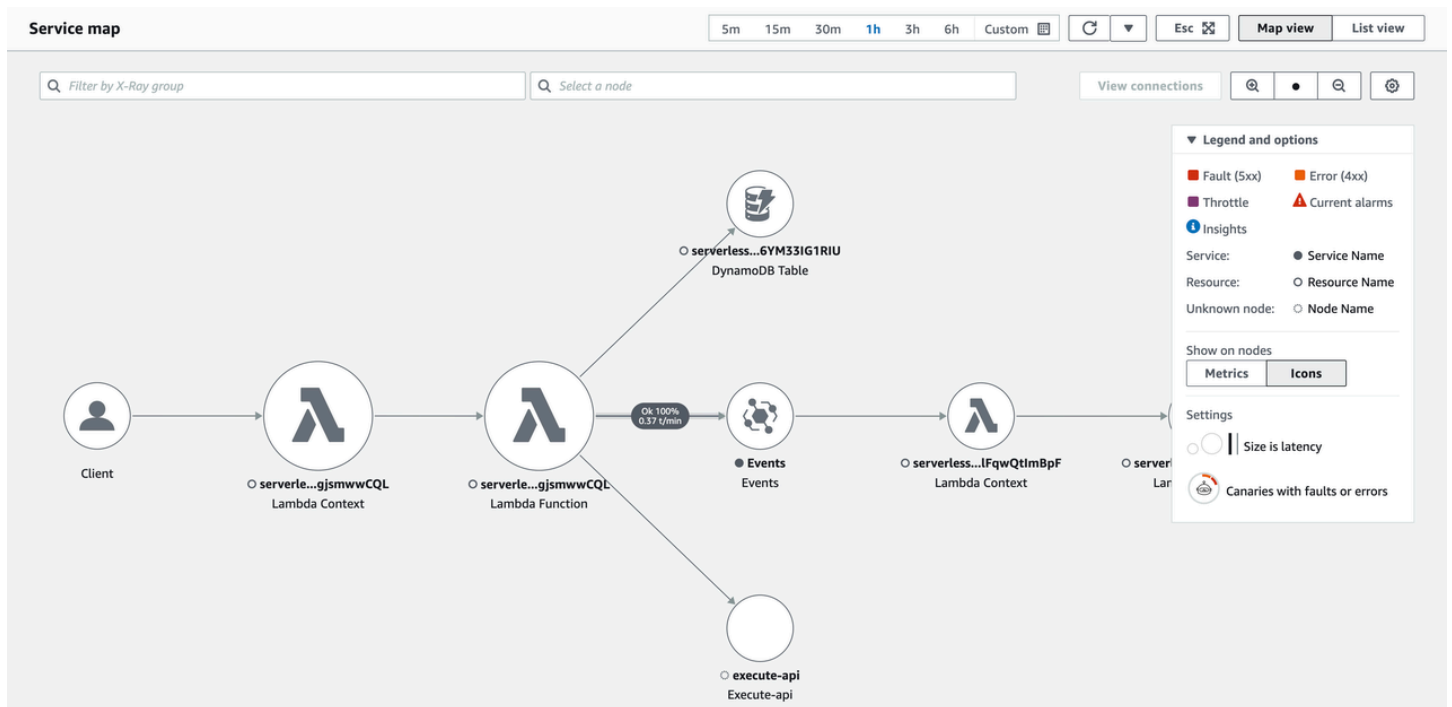 Service map
5m 15m 30m 1h 3h 6h Custom
Esc
Map view List view
Filter by X-Ray group
Select a node
View connections
Legend and options
Fault (5xx) Error (4xx)
Throttle Current alarms
Insights
Service: Service Name
Resource: Resource Name
Unknown node: Node Name
Show on nodes
Metrics Icons
Settings
Size is latency
Canaries with faults or errors
serverless...6YM33IG1RIU
DynamoDB Table
Client
serverle...gjsmwwCQL
Lambda Context
serverle...gjsmwwCQL
Lambda Function
Ok 100%
0.37 t/min
Events
Events
serverless...lFqwQtImBpF
Lambda Context
serverl
Lar
execute-api
Execute-api